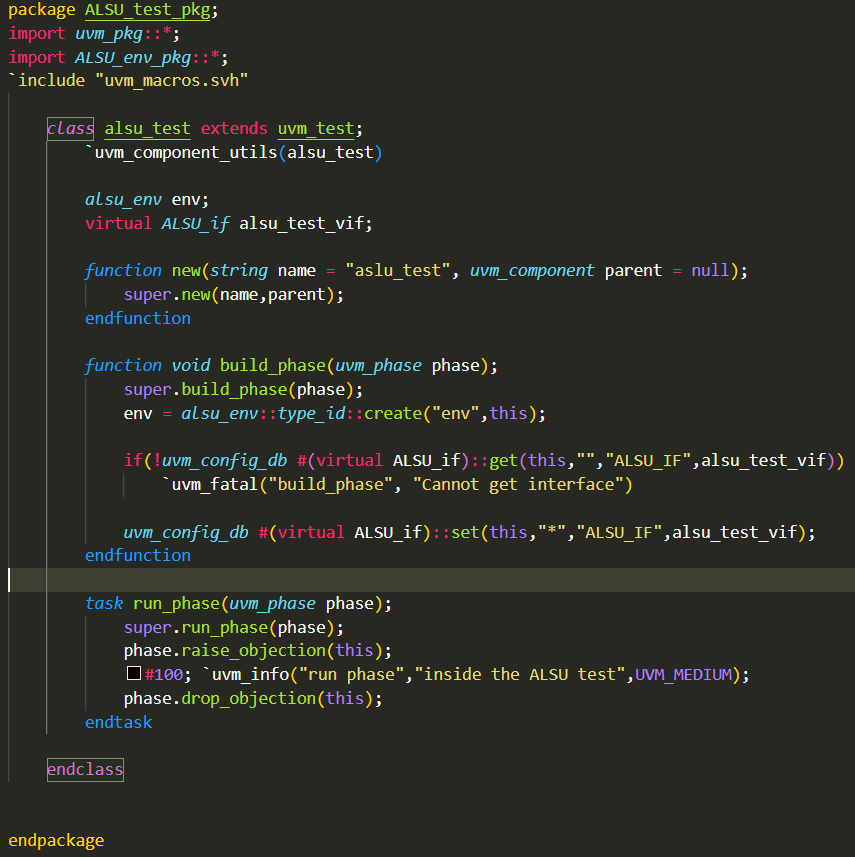 package ALSU_test_pkg;
import uvm_pkg::*;
import ALSU_env_pkg::*;
`include "uvm_macros.svh"
class alsu_test extends uvm_test;
`uvm_component_utils(alsu_test)
alsu_env env;
virtual ALSU_if alsu_test_vif;
function new(string name = "aslu_test", uvm_component parent = null);
super.new(name,parent);
endfunction
function void build_phase(uvm_phase phase);
super.build_phase(phase);
env = alsu_env::type_id::create("env",this);
if(!uvm_config_db #(virtual ALSU_if)::get(this,"","ALSU_IF",alsu_test_vif))
`uvm_fatal("build_phase", "Cannot get interface")
uvm_config_db #(virtual ALSU_if)::set(this,"*","ALSU_IF",alsu_test_vif);
endfunction
task run_phase(uvm_phase phase);
super.run_phase(phase);
phase.raise_objection(this);
#100; `uvm_info("run phase","inside the ALSU test",UVM_MEDIUM);
phase.drop_objection(this);
endtask
endclass
endpackage